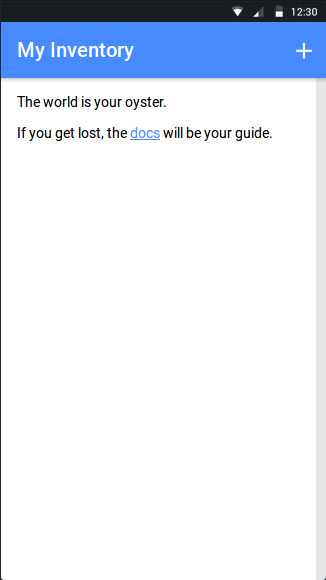 12:30
My Inventory
The world is your oyster.
If you get lost, the docs will be your guide.